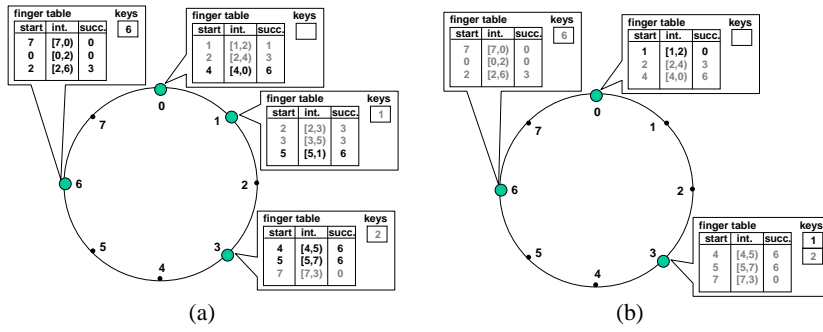 finger table keys
start int. succ. 6
7 [7,0) 0
0 [0,2) 0
2 [2,6) 3
finger table keys
start int. succ.
1 [1,2) 1
2 [2,4) 3
4 [4,0) 6
finger table keys
start int. succ. 1
2 [2,3) 3
3 [3,5) 3
5 [5,1) 6
finger table keys
start int. succ. 2
4 [4,5) 6
5 [5,7) 6
7 [7,3) 0
0
1
2
3
4
5
6
7
(a)
finger table keys
start int. succ. 6
7 [7,0) 0
0 [0,2) 0
2 [2,6) 3
finger table keys
start int. succ.
1 [1,2) 0
2 [2,4) 3
4 [4,0) 6
finger table keys
start int. succ. 1
4 [4,5) 6 2
5 [5,7) 6
7 [7,3) 0
0
1
2
3
4
5
6
7
(b)